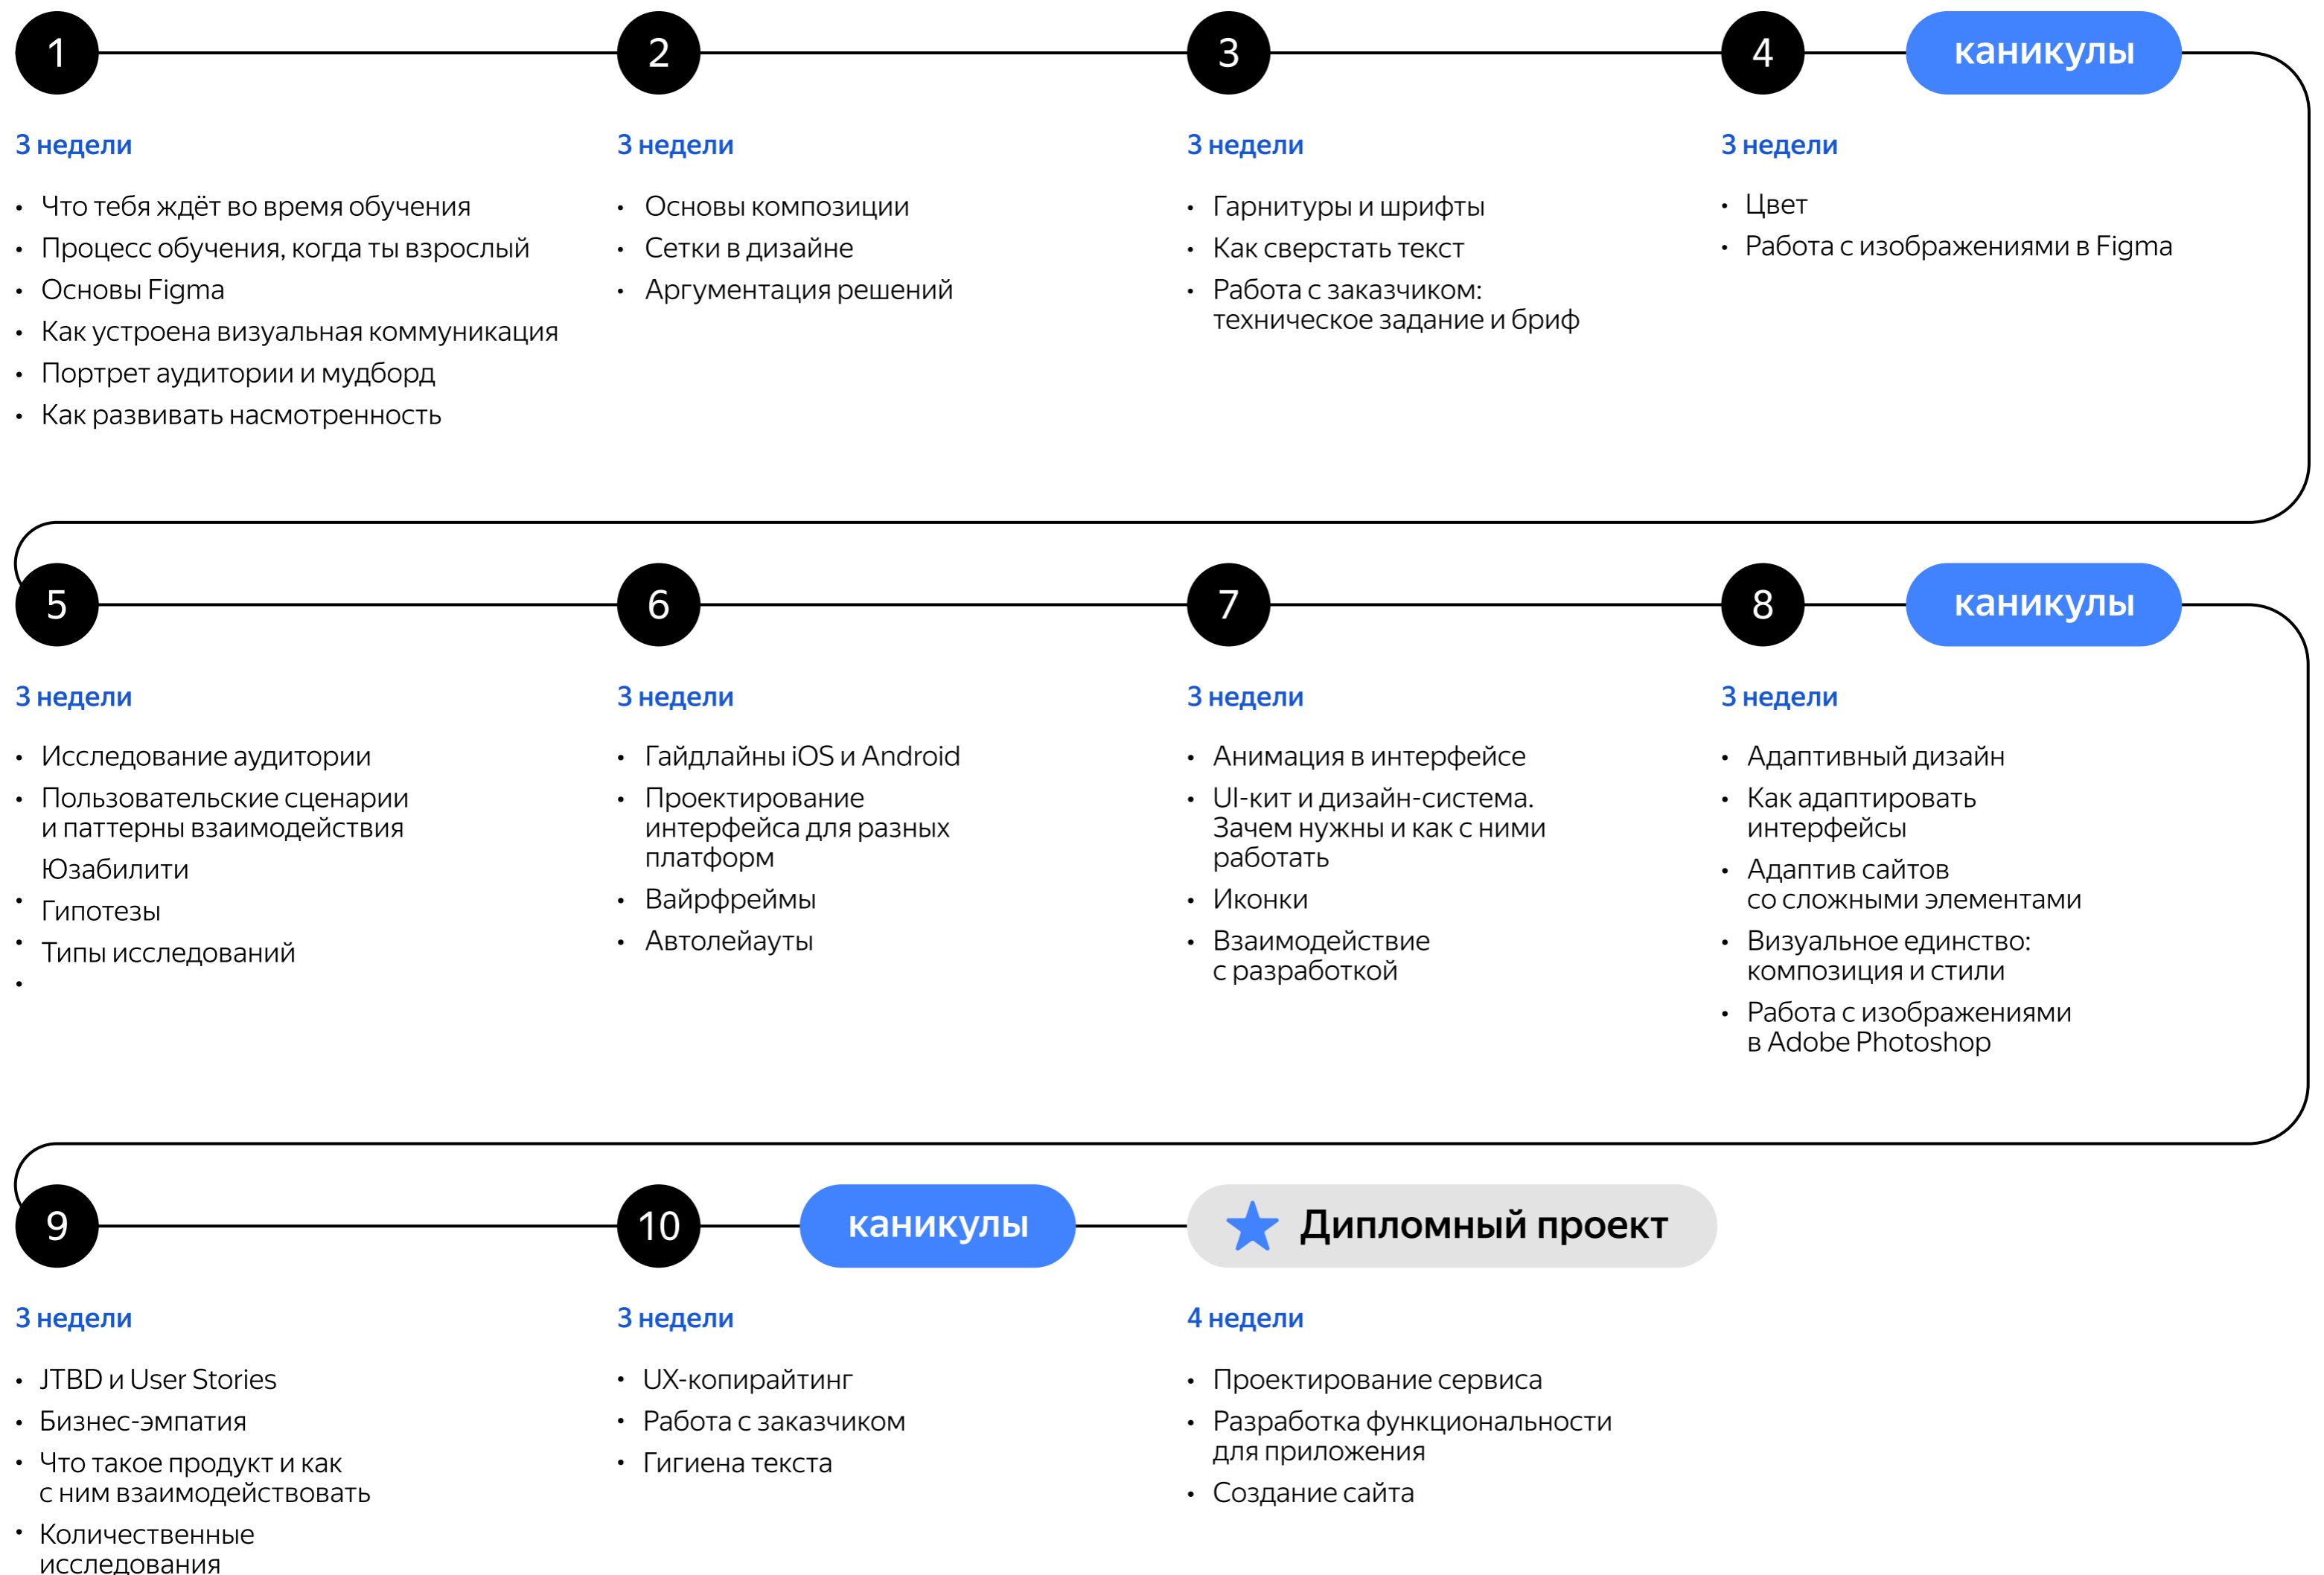 1
2
3
4
каникулы
3 недели
• Что тебя ждёт во время обучения
• Процесс обучения, когда ты взрослый
• Основы Figma
• Как устроена визуальная коммуникация
• Портрет аудитории и мудборд
• Как развивать насмотренность
3 недели
• Основы композиции
• Сетки в дизайне
• Аргументация решений
3 недели
• Гарнитуры и шрифты
• Как сверстать текст
• Работа с заказчиком:
техническое задание и бриф
3 недели
• Цвет
• Работа с изображениями в Figma
5
6
7
8
каникулы
3 недели
• Исследование аудитории
• Пользовательские сценарии
и паттерны взаимодействия
Юзабилити
• Гипотезы
• Типы исследований
•
3 недели
• Гайдлайны iOS и Android
• Проектирование
интерфейса для разных
платформ
• Вайрфреймы
• Автолейауты
3 недели
• Анимация в интерфейсе
• UI-кит и дизайн-система.
Зачем нужны и как с ними
работать
• Иконки
• Взаимодействие
с разработкой
3 недели
• Адаптивный дизайн
• Как адаптировать
интерфейсы
• Адаптив сайтов
со сложными элементами
• Визуальное единство:
композиция и стили
• Работа с изображениями
в Adobe Photoshop
9
10
каникулы
Дипломный проект
3 недели
• JTBD и User Stories
• Бизнес-эмпатия
• Что такое продукт и как
с ним взаимодействовать
• Количественные
исследования
3 недели
• UX-копирайтинг
• Работа с заказчиком
• Гигиена текста
4 недели
• Проектирование сервиса
• Разработка функциональности
для приложения
• Создание сайта